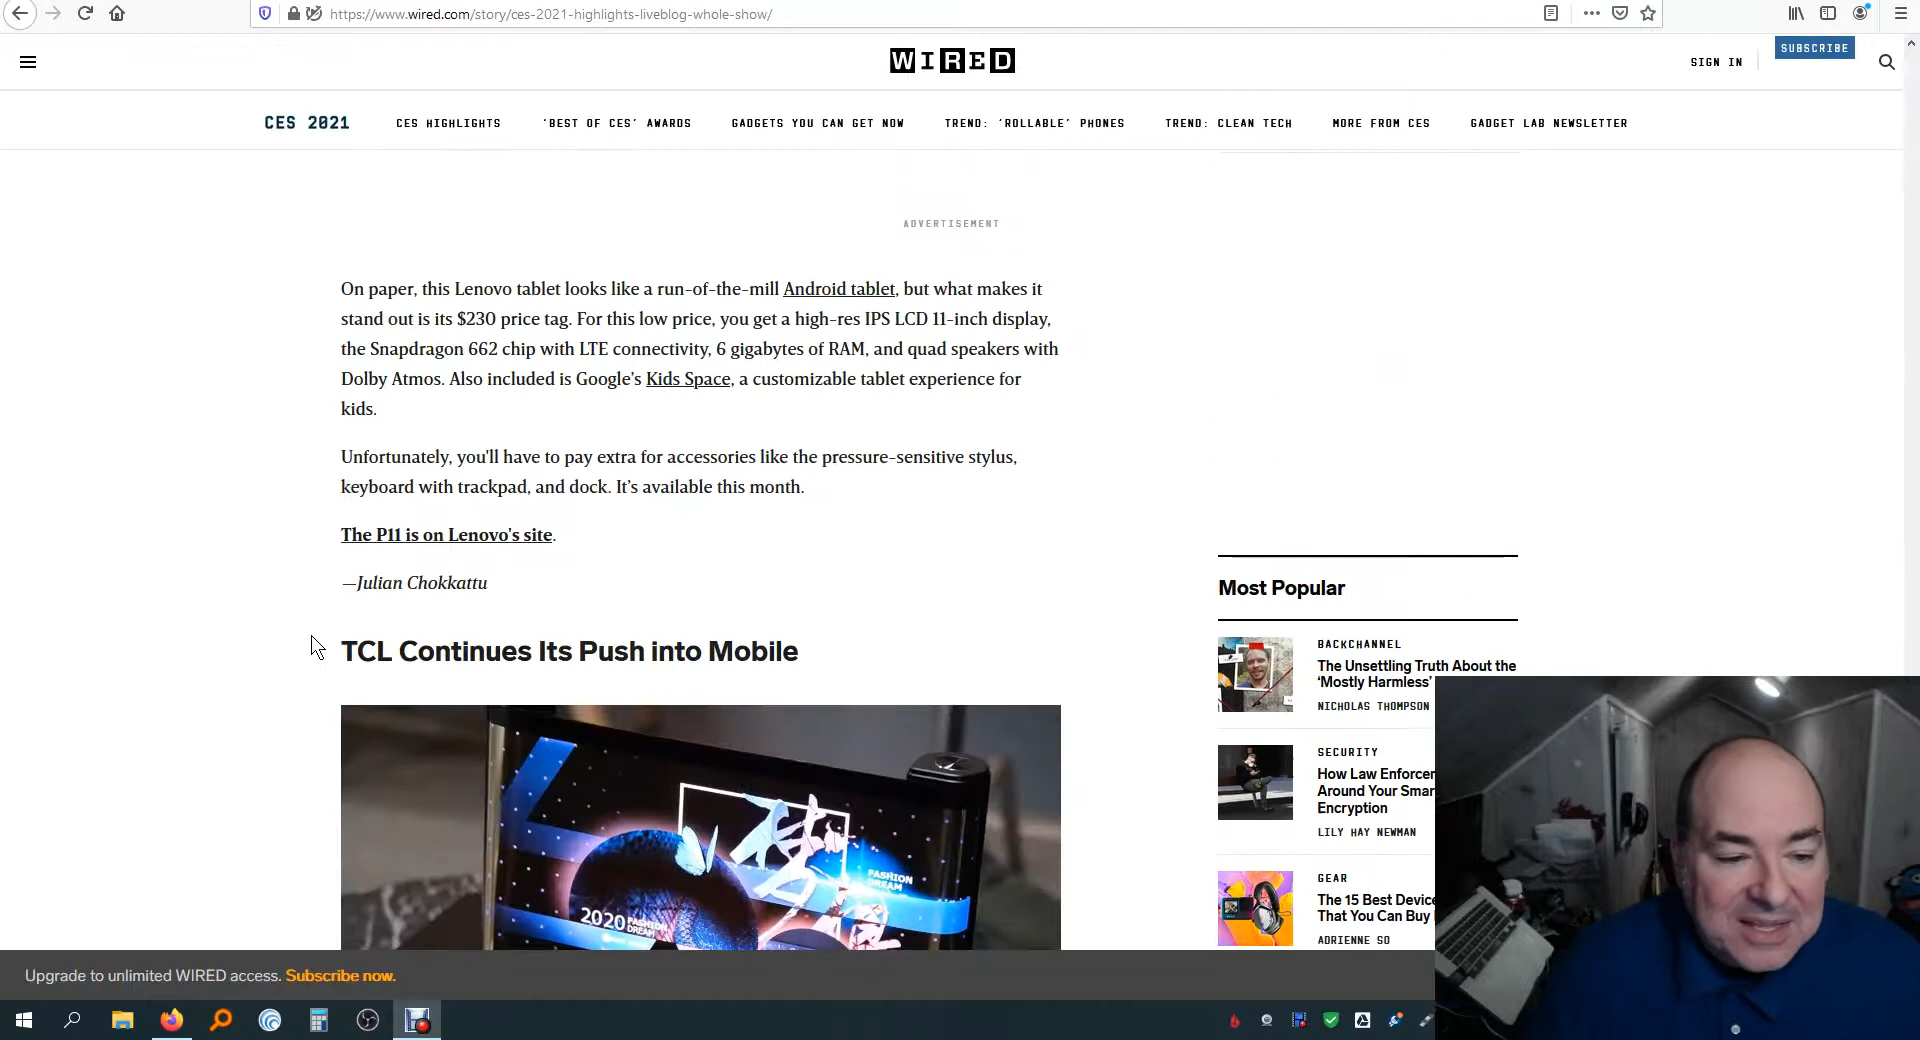 https://www.wired.com/story/ces-2021-highlights-liveblog-whole-show/
WIRED
SIGN IN
SUBSCRIBE
CES 2021
CES HIGHLIGHTS
'BEST OF CES' AWARDS
GADGETS YOU CAN GET NOW
TREND: 'ROLLABLE' PHONES
TREND: CLEAN TECH
MORE FROM CES
GADGET LAB NEWSLETTER
ADVERTISEMENT
On paper, this Lenovo tablet looks like a run-of-the-mill Android tablet, but what makes it
stand out is its $230 price tag. For this low price, you get a high-res IPS LCD 11-inch display,
the Snapdragon 662 chip with LTE connectivity, 6 gigabytes of RAM, and quad speakers with
Dolby Atmos. Also included is Google's Kids Space, a customizable tablet experience for
kids.
Unfortunately, you'll have to pay extra for accessories like the pressure-sensitive stylus,
keyboard with trackpad, and dock. It's available this month.
The P11 is on Lenovo's site.
—Julian Chokkattu
TCL Continues Its Push into Mobile
FASHION
DREAM
2020 FASHION
DREAM
Most Popular
BACKCHANNEL
The Unsettling Truth About the
'Mostly Harmless'
NICHOLAS THOMPSON
SECURITY
How Law Enforcer
Around Your Smar
Encryption
LILY HAY NEWMAN
GEAR
The 15 Best Device
That You Can Buy
ADRIENNE SO
Upgrade to unlimited WIRED access. Subscribe now.